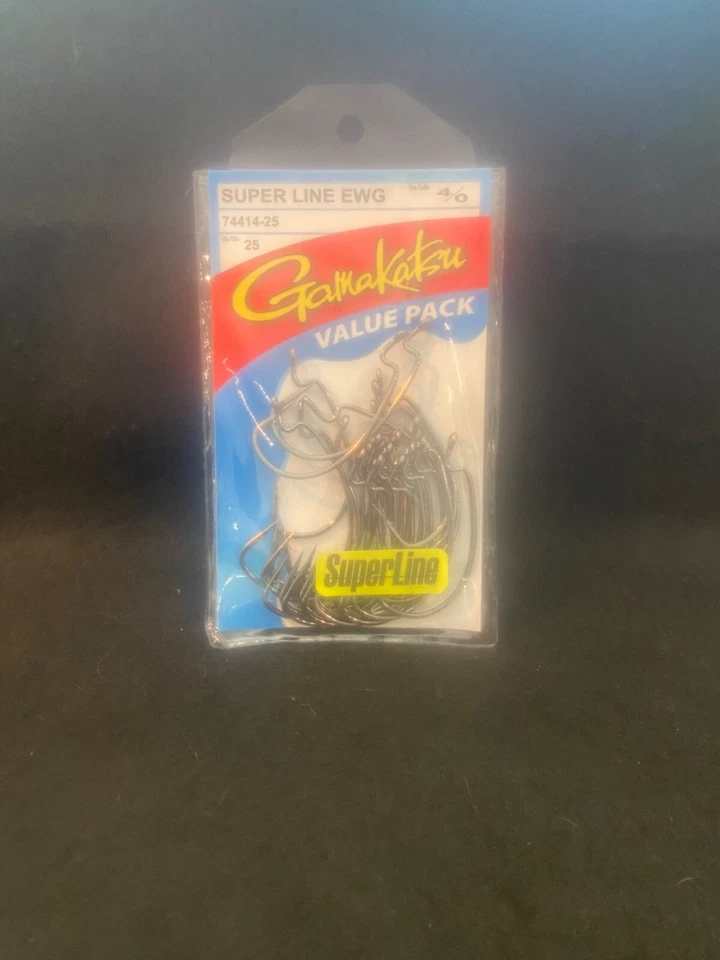 SUPER LINE EWG 4/0
74414-25
25
Gamakatsu
VALUE PACK
SuperLine